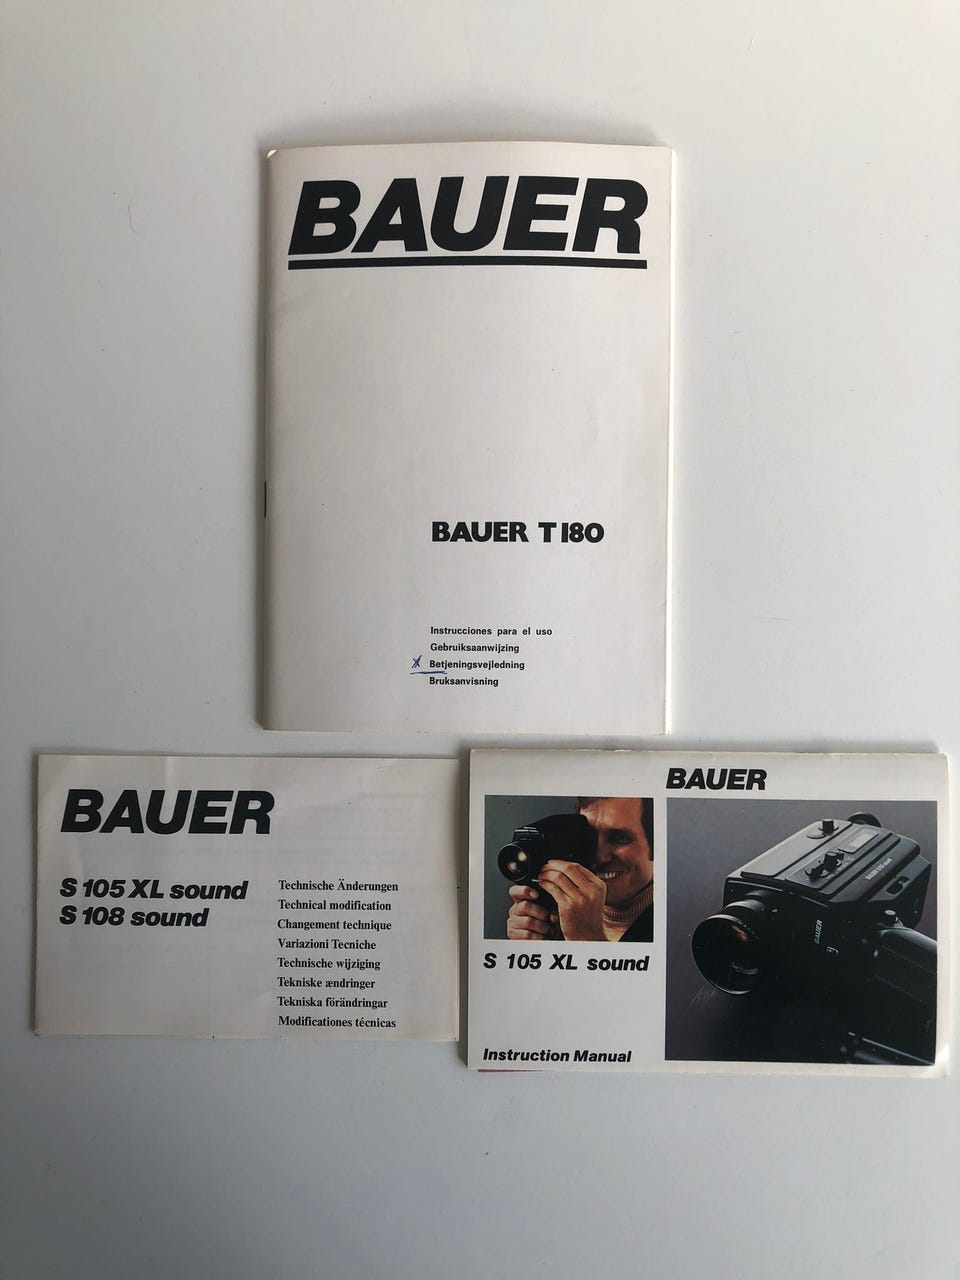 BAUER
BAUER T180
Instrucciones para el uso
Gebruiksaanwijzing
x Betjeningsvejledning
Bruksanvisning
BAUER
S 105 XL sound
S 108 sound
Technische Änderungen
Technical modification
Changement technique
Variazioni Tecniche
Technische wijziging
Tekniske ændringer
Tekniska förändringar
Modificationes técnicas
BAUER
S 105 XL sound
Instruction Manual
BAUER